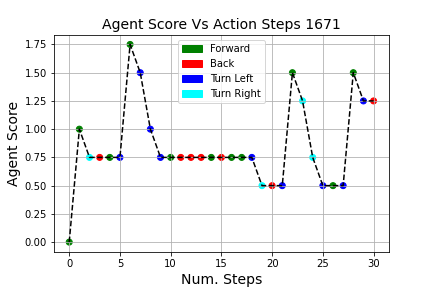 Agent Score Vs Action Steps 1671
Forward
Back
Turn Left
Turn Right
Agent Score
1.75
1.50
1.25
1.00
0.75
0.50
0.25
0.00
0 5 10 15 20 25 30
Num. Steps